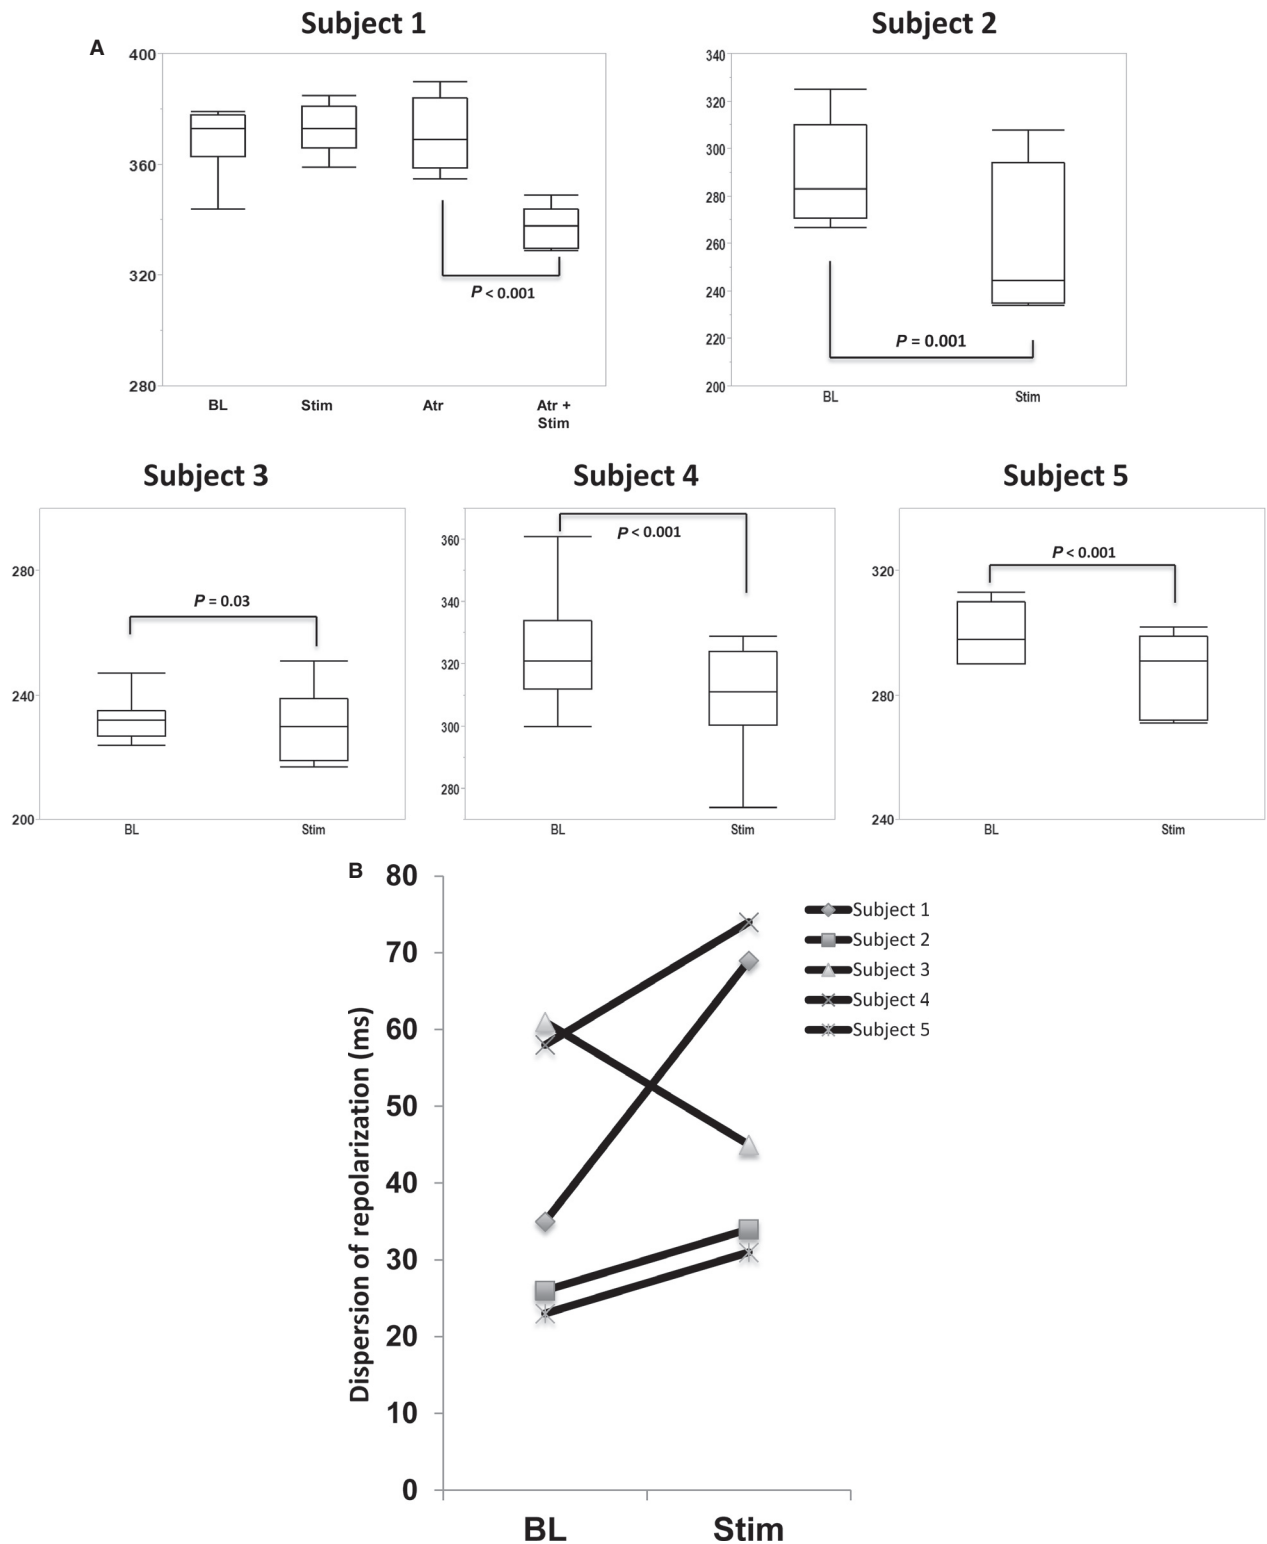 Subject 1
Subject 2
A
400
360
320
280
P < 0.001
BL
Stim
Atr
Atr +
Stim
340
320
300
280
260
240
220
200
P = 0.001
BL
Stim
Subject 3
Subject 4
Subject 5
280
240
200
P = 0.03
BL
Stim
360
340
320
300
280
P < 0.001
BL
Stim
320
280
240
P < 0.001
BL
Stim
B
80
70
60
50
40
30
20
10
0
Dispersion of repolarization (ms)
BL
Stim
Subject 1
Subject 2
Subject 3
Subject 4
Subject 5